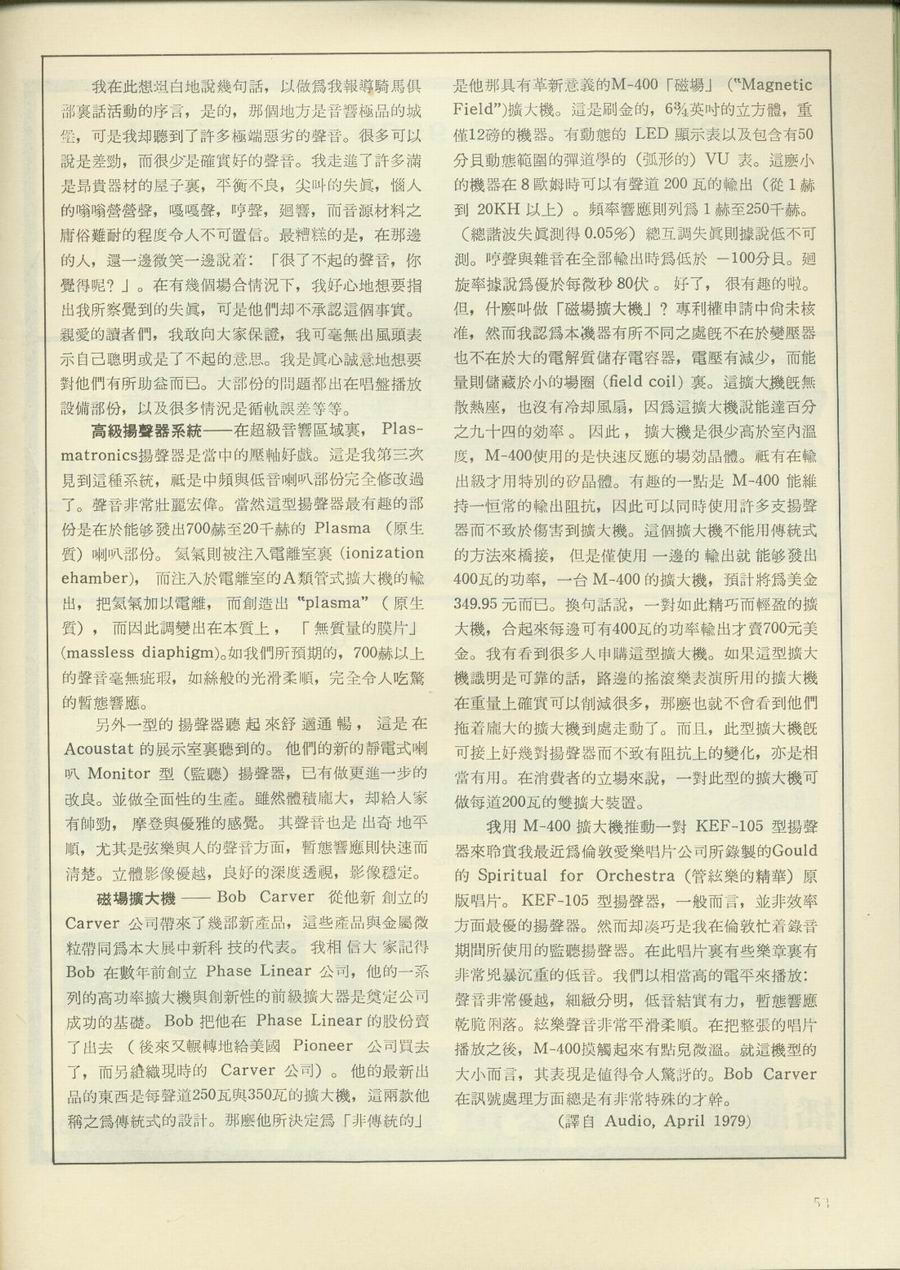 我在此想坦白地說幾句話，以做爲我報導騎馬俱
部裏話活動的序言，是的，那個地方是音響極品的城
堡，可是我却聽到了許多極端惡劣的聲音。很多可以
說是差勁，而很少是確實好的聲音。我走進了許多滿
是昂貴器材的屋子裏，平衡不良，尖叫的失眞，惱人
的嗡嗡營營聲，嘎嘎聲，哼聲，廻響，而音源材料之
庸俗難耐的程度令人不可置信。最糟糕的是，在那邊
的人，還一邊微笑一邊說着：「很了不起的聲音，你
覺得呢？」。在有幾個場合情況下，我好心地想要指
出我所察覺到的失眞，可是他們却不承認這個事實。
親愛的讀者們，我敢向大家保證，我可毫無出風頭表
示自己聰明或是了不起的意思。我是眞心誠意地想要
對他們有所助益而已。大部份的問題都出在唱盤播放
設備部份，以及很多情況是循軌誤差等等。
高級揚聲器系統——在超級音響區域裏， Plas-
matronics揚聲器是當中的壓軸好戲。這是我第三次
見到這種系統，祗是中頻與低音喇叭部份完全修改過
了。聲音非常壯麗宏偉。當然這型揚聲器最有趣的部
份是在於能够發出700赫至20千赫的 Plasma （原生
質）喇叭部份。 氦氣則被注入電離室裏 (ionization
ehamber)， 而注入於電離室的A類管式擴大機的輸
出，把氦氣加以電離，而創造出 “plasma” （原生
質），而因此調變出在本質上，「無質量的膜片」
(massless diaphigm)。如我們所預期的，700赫以上
的聲音毫無疵瑕，如絲般的光滑柔順，完全令人吃驚
的暫態響應。
另外一型的揚聲器聽起來舒適通暢，這是在
Acoustat 的展示室裏聽到的。 他們的新的靜電式喇
叭 Monitor 型（監聽）揚聲器，已有做更進一步的
改良。並做全面性的生產。雖然體積龐大，却給人家
有帥勁， 摩登與優雅的感覺。 其聲音也是出奇地平
順，尤其是弦樂與人的聲音方面，暫態響應則快速而
清楚。立體影像優越，良好的深度透視，影像穩定。
磁場擴大機 —— Bob Carver 從他新創立的
Carver 公司帶來了幾部新產品，這些產品與金屬微
粒帶同爲本大展中新科技的代表。 我相信大家記得
Bob 在數年前創立 Phase Linear 公司，他的一系
列的高功率擴大機與創新性的前級擴大器是奠定公司
成功的基礎。 Bob 把他在 Phase Linear 的股份賣
了出去 （後來又輾轉地給美國 Pioneer 公司買去
了，而另組織現時的 Carver 公司）。 他的最新出
品的東西是每聲道250瓦與350瓦的擴大機，這兩款他
稱之爲傳統式的設計。那麼他所決定爲「非傳統的」
是他那具有革新意義的M-400「磁場」 (“Magnetic
Field”)擴大機。這是刷金的，6¾英吋的立方體，重
僅12磅的機器。有動態的 LED 顯示表以及包含有50
分貝動態範圍的彈道學的（弧形的）VU 表。這麼小
的機器在 8 歐姆時可以有聲道 200 瓦的輸出（從 1 赫
到 20KH 以上）。頻率響應則列爲 1 赫至250千赫。
（總諧波失眞測得 0.05%）總互調失眞則據說低不可
測。哼聲與雜音在全部輸出時爲低於 －100分貝。廻
旋率據說爲優於每微秒 80伏 。 好了， 很有趣的啦。
但，什麼叫做「磁場擴大機」？專利權申請中尙未核
准，然而我認爲本機器有所不同之處旣不在於變壓器
也不在於大的電解質儲存電容器，電壓有減少，而能
量則儲藏於小的場圈 (field coil) 裏。這擴大機旣無
散熱座，也沒有冷却風扇，因爲這擴大機說能達百分
之九十四的効率 。 因此， 擴大機是很少高於室內溫
度，M-400使用的是快速反應的場効晶體。祗有在輸
出級才用特別的矽晶體。有趣的一點是 M-400 能維
持一恒常的輸出阻抗，因此可以同時使用許多支揚聲
器而不致於傷害到擴大機。這個擴大機不能用傳統式
的方法來橋接， 但是僅使用一邊的輸出就能够發出
400瓦的功率，一台 M-400 的擴大機，預計將爲美金
349.95 元而已。換句話說，一對如此精巧而輕盈的擴
大機，合起來每邊可有400瓦的功率輸出才賣700元美
金。我有看到很多人申購這型擴大機。如果這型擴大
機識明是可靠的話，路邊的搖滾樂表演所用的擴大機
在重量上確實可以削減很多，那麼也就不會看到他們
拖着龐大的擴大機到處走動了。而且，此型擴大機旣
可接上好幾對揚聲器而不致有阻抗上的變化，亦是相
當有用。在消費者的立場來說，一對此型的擴大機可
做每道200瓦的雙擴大裝置。
我用 M-400 擴大機推動一對 KEF-105 型揚聲
器來聆賞我最近爲倫敦愛樂唱片公司所錄製的Gould
的 Spiritual for Orchestra（管絃樂的精華）原
版唱片。 KEF-105 型揚聲器，一般而言，並非效率
方面最優的揚聲器。然而却凑巧是我在倫敦忙着錄音
期間所使用的監聽揚聲器。在此唱片裏有些樂章裏有
非常兇暴沉重的低音。我們以相當高的電平來播放：
聲音非常優越，細緻分明，低音結實有力，暫態響應
乾脆俐落。絃樂聲音非常平滑柔順。在把整張的唱片
播放之後，M-400摸觸起來有點兒微溫。就這機型的
大小而言，其表現是値得令人驚訝的。Bob Carver
在訊號處理方面總是有非常特殊的才幹。
（譯自 Audio, April 1979）